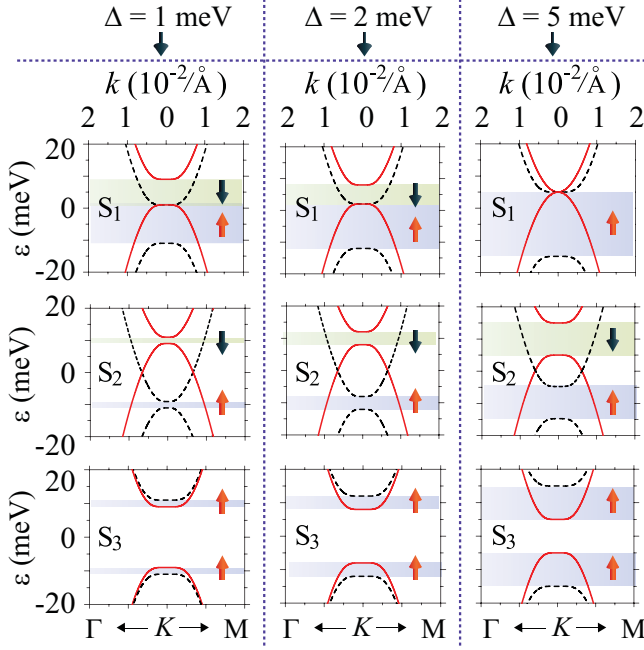 Δ = 1 meV Δ = 2 meV Δ = 5 meV
k (10⁻²/Å) k (10⁻²/Å) k (10⁻²/Å)
2 1 0 1 2 2 1 0 1 2 2 1 0 1 2
20
ε (meV)
0
-20
S₁ S₁ S₁
20
ε (meV)
0
-20
S₂ S₂ S₂
20
ε (meV)
0
-20
S₃ S₃ S₃
Γ K M Γ K M Γ K M